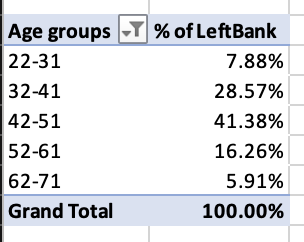 Age groups % of LeftBank
22-31 7.88%
32-41 28.57%
42-51 41.38%
52-61 16.26%
62-71 5.91%
Grand Total 100.00%